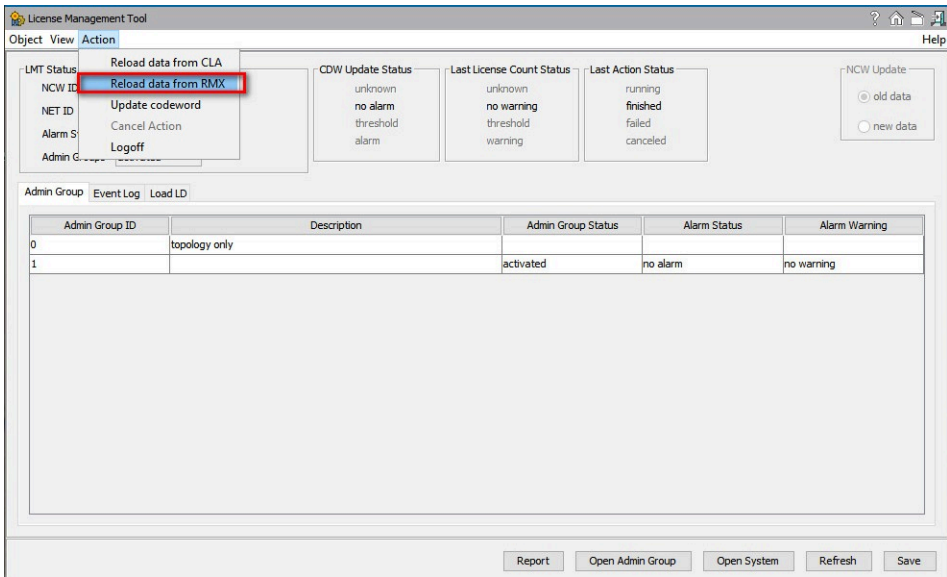 License Management Tool
?
Object View Action Help
Reload data from CLA
Reload data from RMX
Update codeword
Cancel Action
Logoff
LMT Status
NCW ID
NET ID
Alarm S
Admin G
activated
CDW Update Status
unknown
no alarm
threshold
alarm
Last License Count Status
unknown
no warning
threshold
warning
Last Action Status
running
finished
failed
canceled
NCW Update
old data
new data
Admin Group Event Log Load LD
Admin Group ID Description Admin Group Status Alarm Status Alarm Warning
0 topology only
1 activated no alarm no warning
Report Open Admin Group Open System Refresh Save